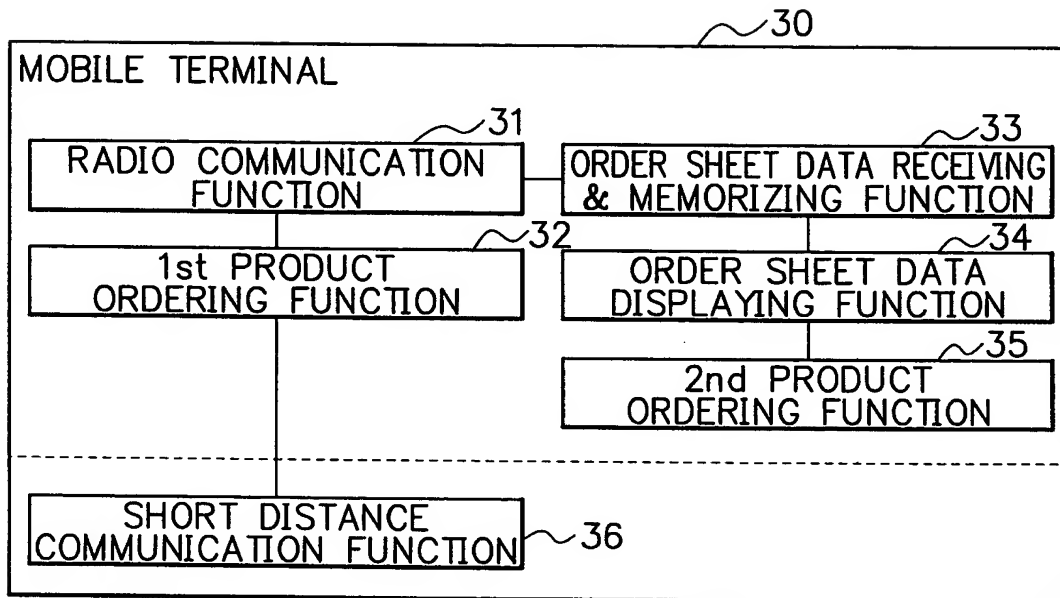 30
MOBILE TERMINAL
31
RADIO COMMUNICATION
FUNCTION
33
ORDER SHEET DATA RECEIVING
& MEMORIZING FUNCTION
32
1st PRODUCT
ORDERING FUNCTION
34
ORDER SHEET DATA
DISPLAYING FUNCTION
35
2nd PRODUCT
ORDERING FUNCTION
SHORT DISTANCE
COMMUNICATION FUNCTION
36